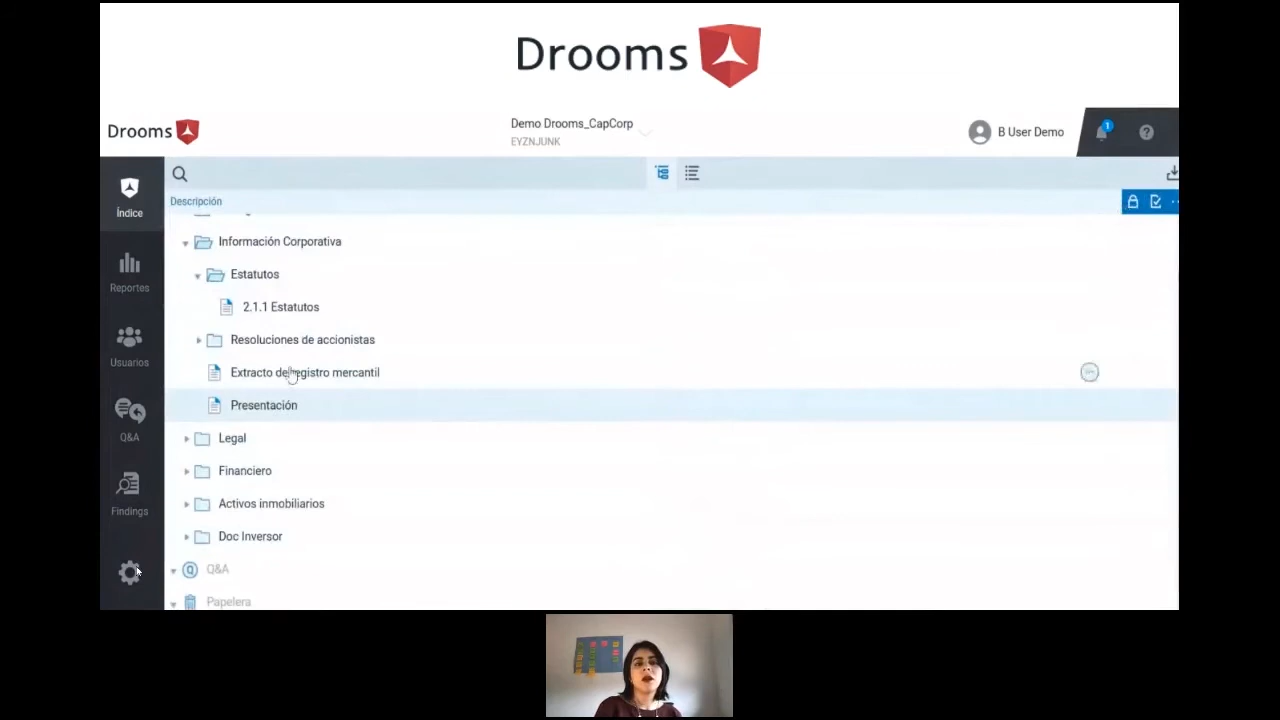 Drooms
Drooms
Demo Drooms_CapCorp
EYZNJUNK
B User Demo
1
?
Índice
Descripción
Información Corporativa
Estatutos
2.1.1 Estatutos
Reportes
Resoluciones de accionistas
Usuarios
Extracto de registro mercantil
Presentación
Q&A
Legal
Financiero
Findings
Activos inmobiliarios
Doc Inversor
Q&A
Papelera